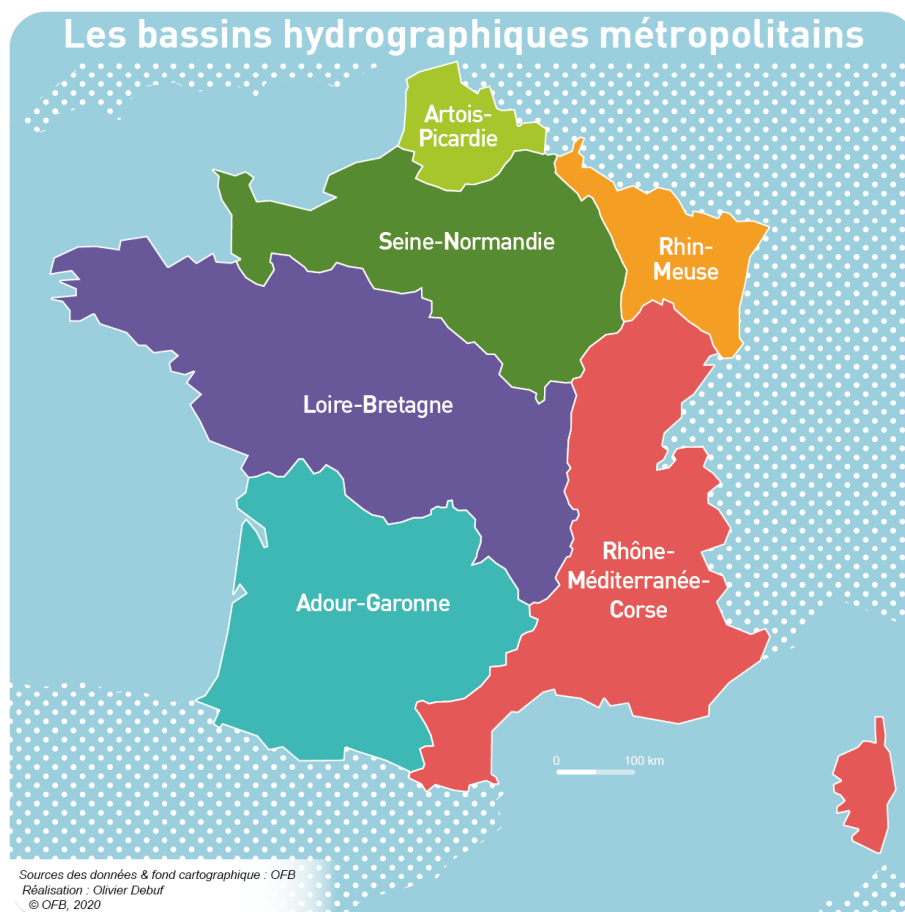 Les bassins hydrographiques métropolitains
Artois-
Picardie
Seine-Normandie
Rhin-
Meuse
Loire-Bretagne
Rhône-
Méditerranée-
Corse
Adour-Garonne
0 100 km
Sources des données & fond cartographique : OFB
Réalisation : Olivier Debuf
© OFB, 2020